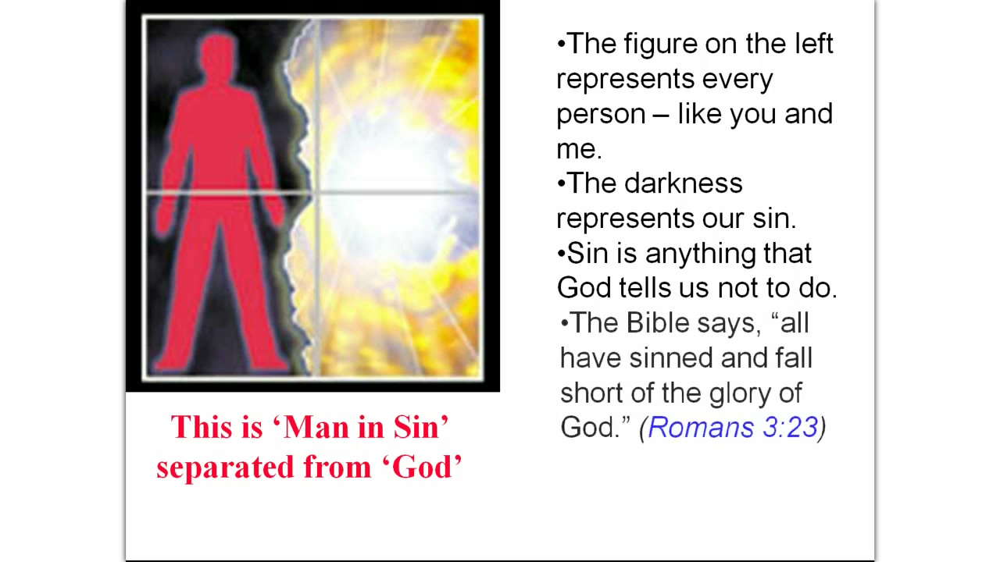 This is ‘Man in Sin’
separated from ‘God’
•The figure on the left
represents every
person – like you and
me.
•The darkness
represents our sin.
•Sin is anything that
God tells us not to do.
•The Bible says, “all
have sinned and fall
short of the glory of
God.” (Romans 3:23)